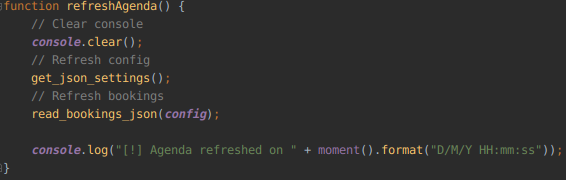 function refreshAgenda() {
// Clear console
console.clear();
// Refresh config
get_json_settings();
// Refresh bookings
read_bookings_json(config);
console.log("[!] Agenda refreshed on " + moment().format("D/M/Y HH:mm:ss"));
}